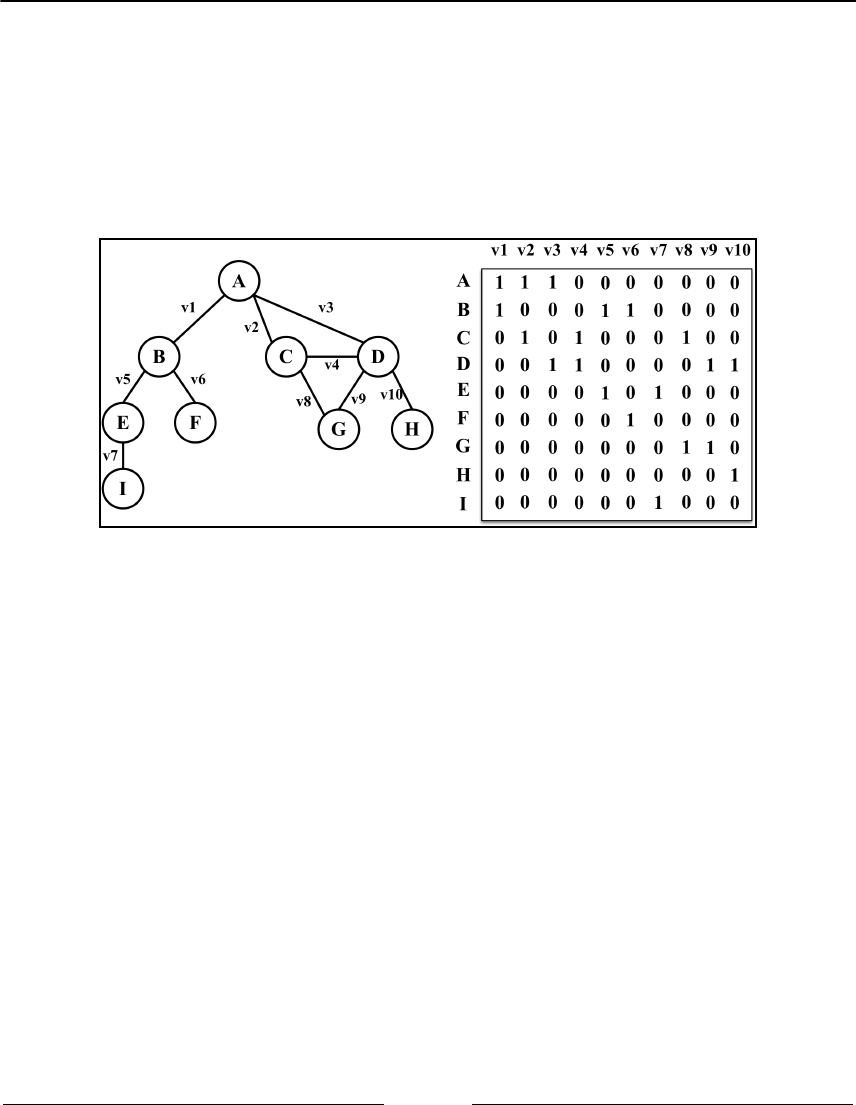 A
v1
v3
v2
B
C
D
v4
v5
v6
v8
v9
v10
E
F
G
H
v7
I
v1 v2 v3 v4 v5 v6 v7 v8 v9 v10
A 1 1 1 0 0 0 0 0 0 0
B 1 0 0 0 1 1 0 0 0 0
C 0 1 0 1 0 0 0 1 0 0
D 0 0 1 1 0 0 0 0 1 1
E 0 0 0 0 1 0 1 0 0 0
F 0 0 0 0 0 1 0 0 0 0
G 0 0 0 0 0 0 0 1 1 0
H 0 0 0 0 0 0 0 0 0 1
I 0 0 0 0 0 0 1 0 0 0